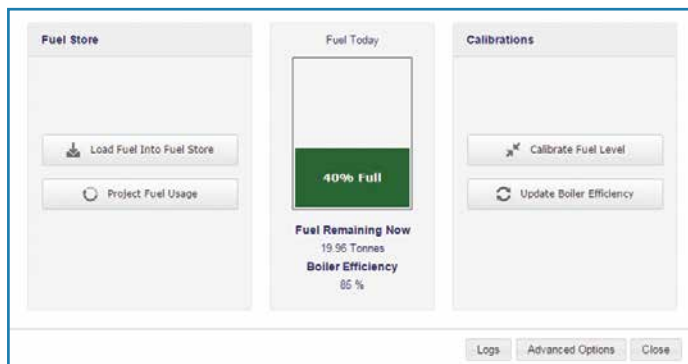 Fuel Store
Load Fuel Into Fuel Store
Project Fuel Usage
Fuel Today
40% Full
Fuel Remaining Now
19.96 Tonnes
Boiler Efficiency
85 %
Calibrations
Calibrate Fuel Level
Update Boiler Efficiency
Logs
Advanced Options
Close